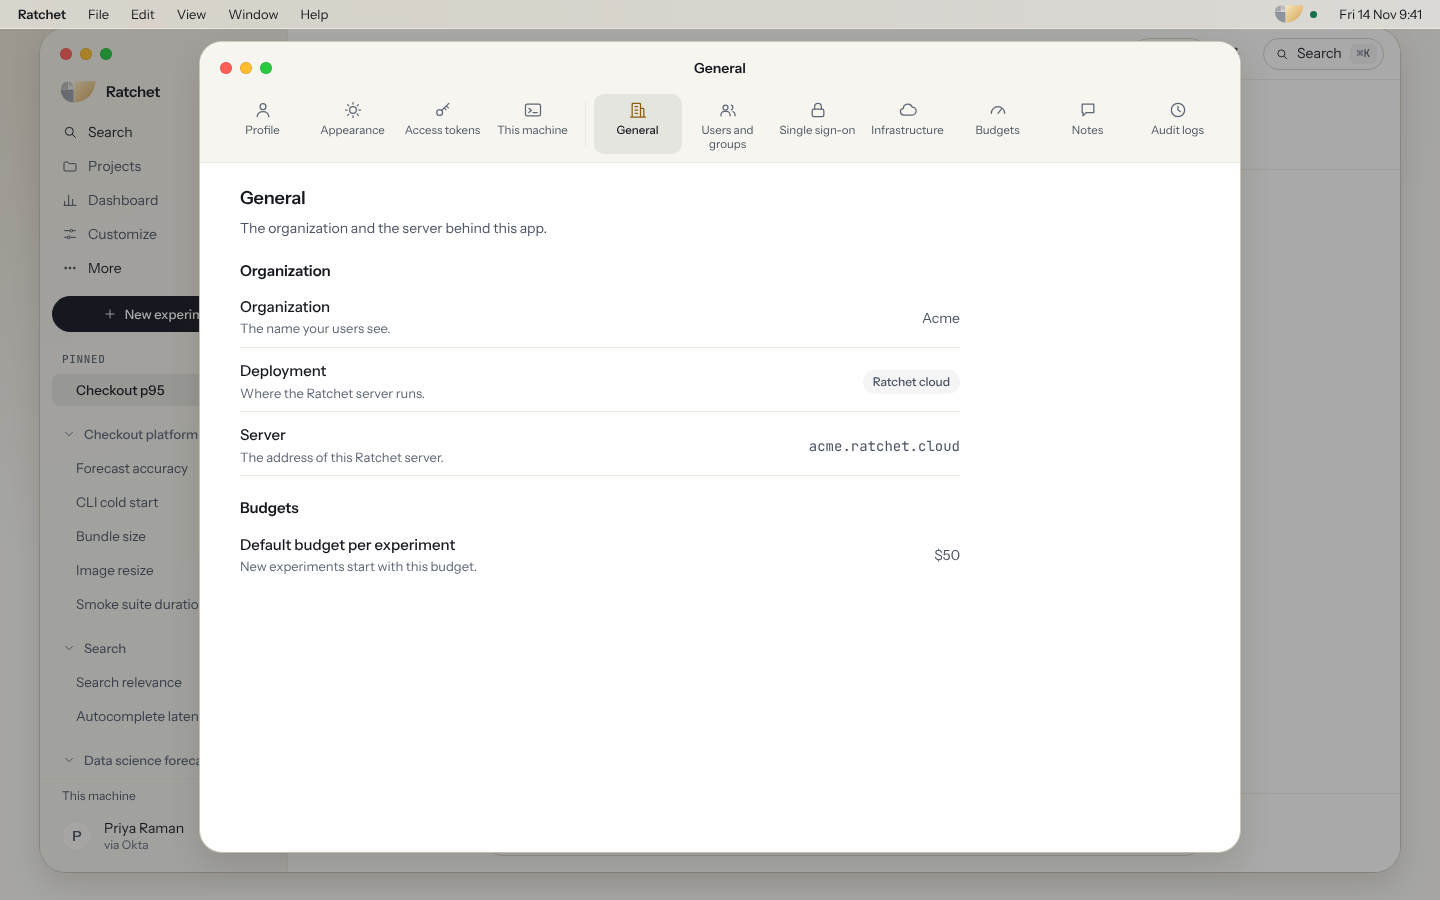 Ratchet File Edit View Window Help Fri 14 Nov 9:41
General
Ratchet
Search
Projects
Dashboard
Customize
More
New experin
PINNED
Checkout p95
Checkout platform
Forecast accuracy
CLI cold start
Bundle size
Image resize
Smoke suite duratio
Search
Search relevance
Autocomplete laten
Data science foreca
This machine
P
Priya Raman
via Okta
Search ⌘K
Profile
Appearance
Access tokens
This machine
General
Users and
groups
Single sign-on
Infrastructure
Budgets
Notes
Audit logs
General
The organization and the server behind this app.
Organization
Organization
The name your users see.
Acme
Deployment
Where the Ratchet server runs.
Ratchet cloud
Server
The address of this Ratchet server.
acme.ratchet.cloud
Budgets
Default budget per experiment
New experiments start with this budget.
$50